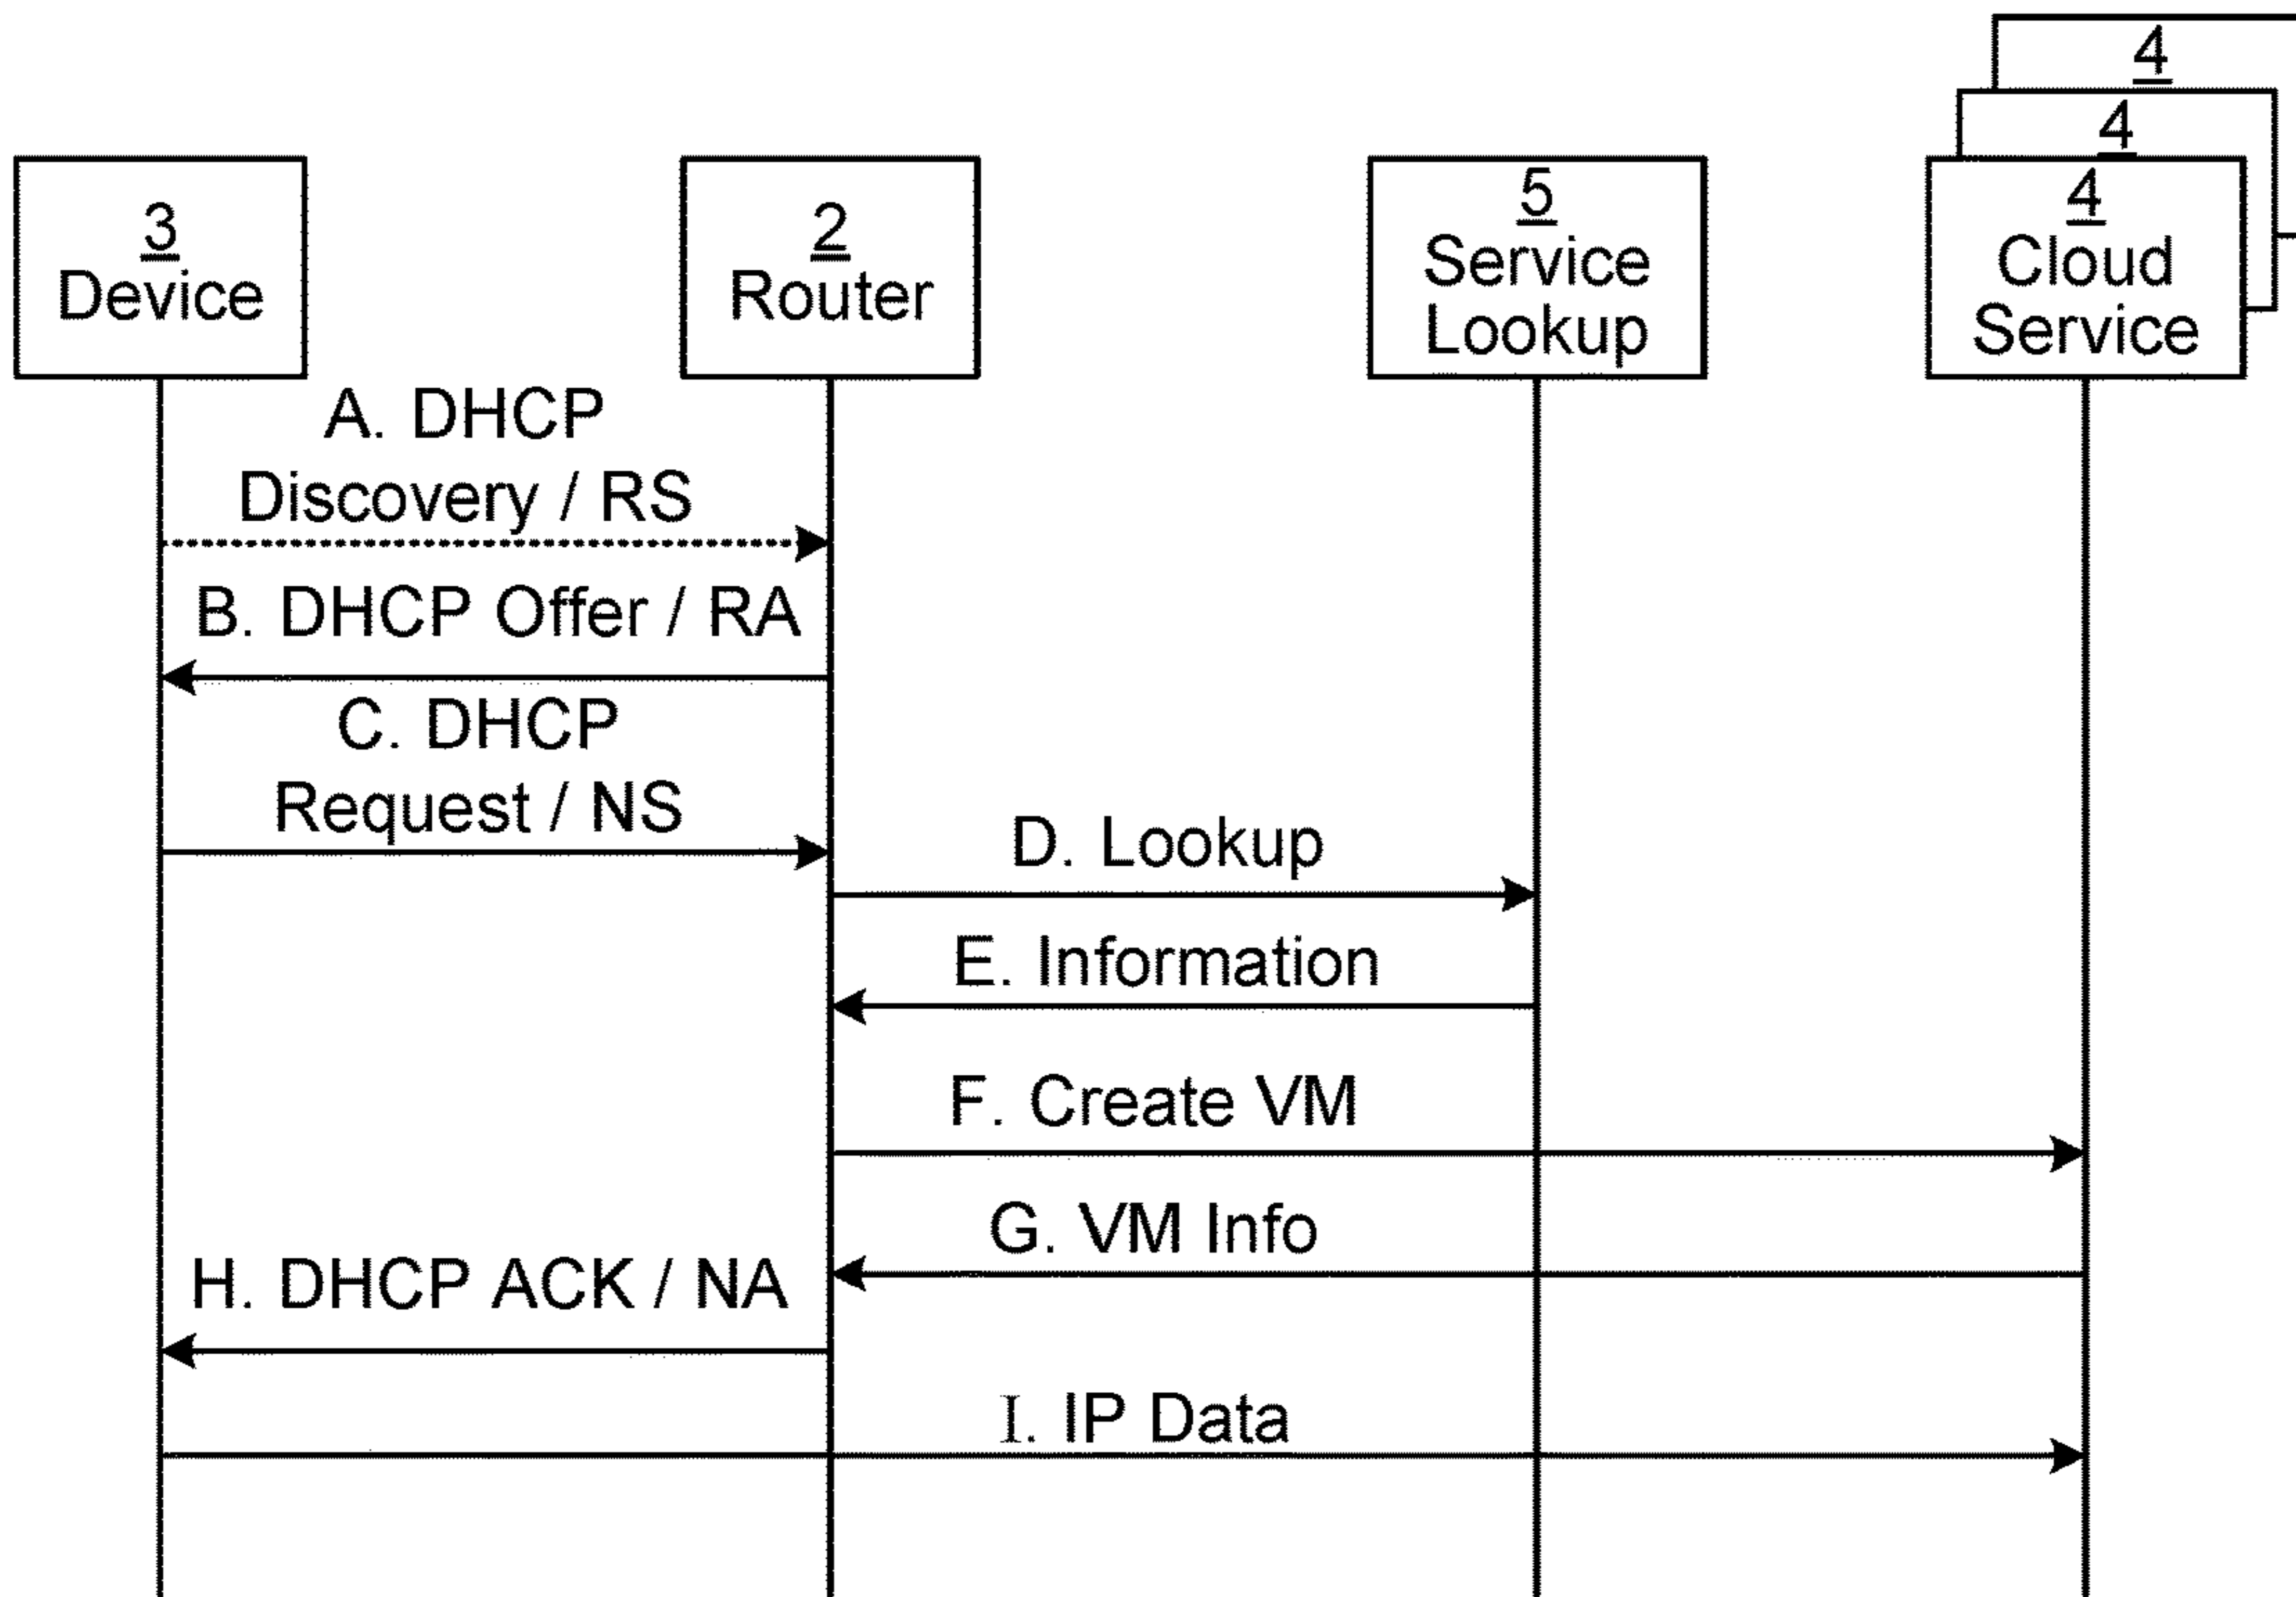 4
4
3
Device
2
Router
5
Service
Lookup
4
Cloud
Service
A. DHCP
Discovery / RS
B. DHCP Offer / RA
C. DHCP
Request / NS
D. Lookup
E. Information
F. Create VM
G. VM Info
H. DHCP ACK / NA
I. IP Data